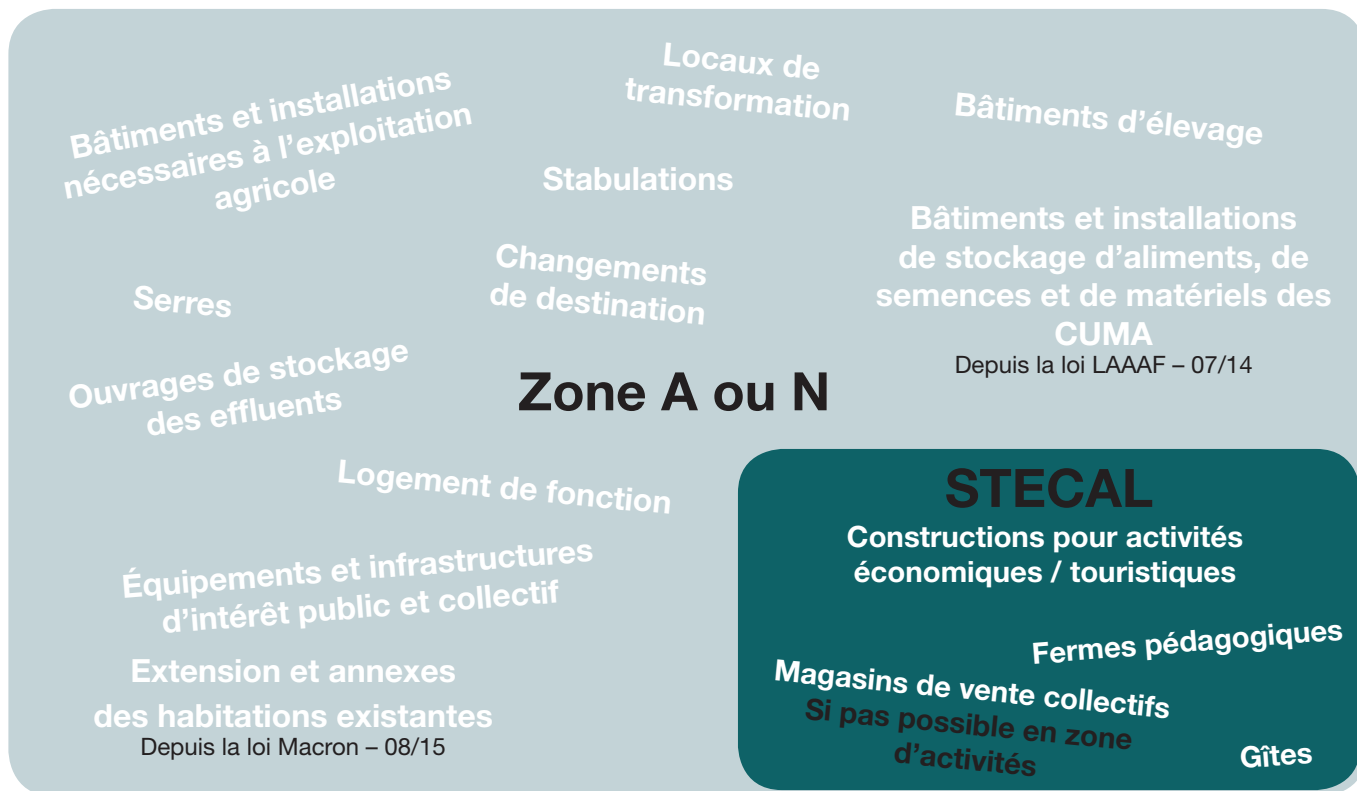 Bâtiments et installations
nécessaires à l'exploitation
agricole
Locaux de
transformation
Bâtiments d'élevage
Stabulations
Bâtiments et installations
de stockage d'aliments, de
semences et de matériels des
CUMA
Depuis la loi LAAAF – 07/14
Changements
de destination
Serres
Ouvrages de stockage
des effluents
Zone A ou N
Logement de fonction
Équipements et infrastructures
d'intérêt public et collectif
Extension et annexes
des habitations existantes
Depuis la loi Macron – 08/15
STECAL
Constructions pour activités
économiques / touristiques
Fermes pédagogiques
Magasins de vente collectifs
Si pas possible en zone
d'activités
Gîtes